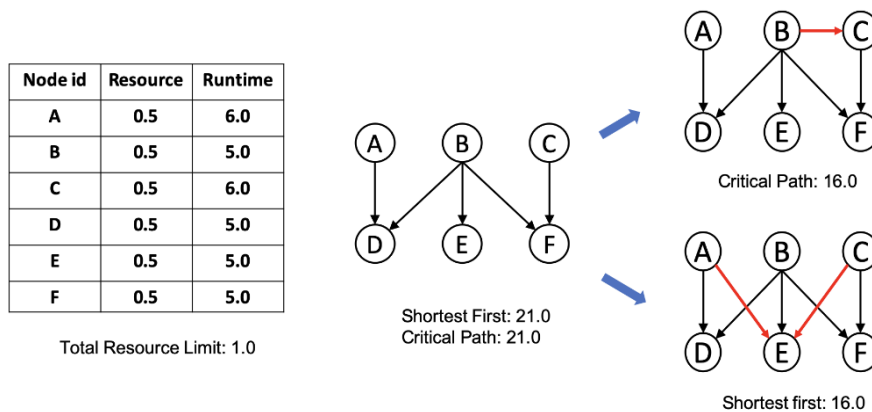 Node id Resource Runtime
A 0.5 6.0
B 0.5 5.0
C 0.5 6.0
D 0.5 5.0
E 0.5 5.0
F 0.5 5.0
Total Resource Limit: 1.0
A B C
D E F
Shortest First: 21.0
Critical Path: 21.0
A B C
D E F
Critical Path: 16.0
A B C
D E F
Shortest first: 16.0